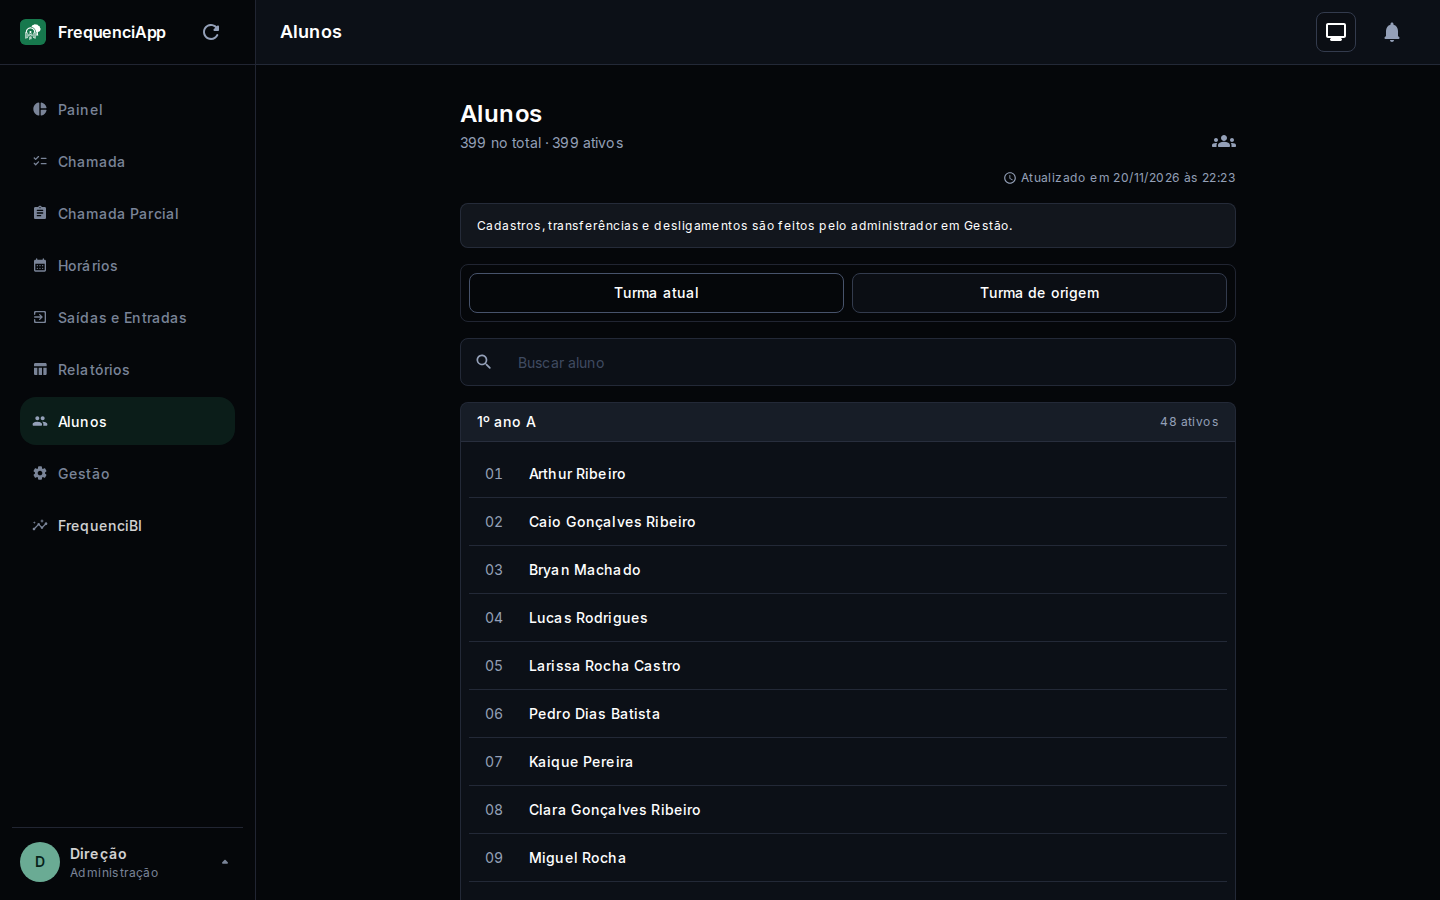 FrequenciApp
Alunos
Painel
Chamada
Chamada Parcial
Horários
Saídas e Entradas
Relatórios
Alunos
Gestão
FrequenciBI
D
Direção
Administração
Alunos
399 no total · 399 ativos
Atualizado em 20/11/2026 às 22:23
Cadastros, transferências e desligamentos são feitos pelo administrador em Gestão.
Turma atual
Turma de origem
Buscar aluno
1º ano A
48 ativos
01 Arthur Ribeiro
02 Caio Gonçalves Ribeiro
03 Bryan Machado
04 Lucas Rodrigues
05 Larissa Rocha Castro
06 Pedro Dias Batista
07 Kaique Pereira
08 Clara Gonçalves Ribeiro
09 Miguel Rocha